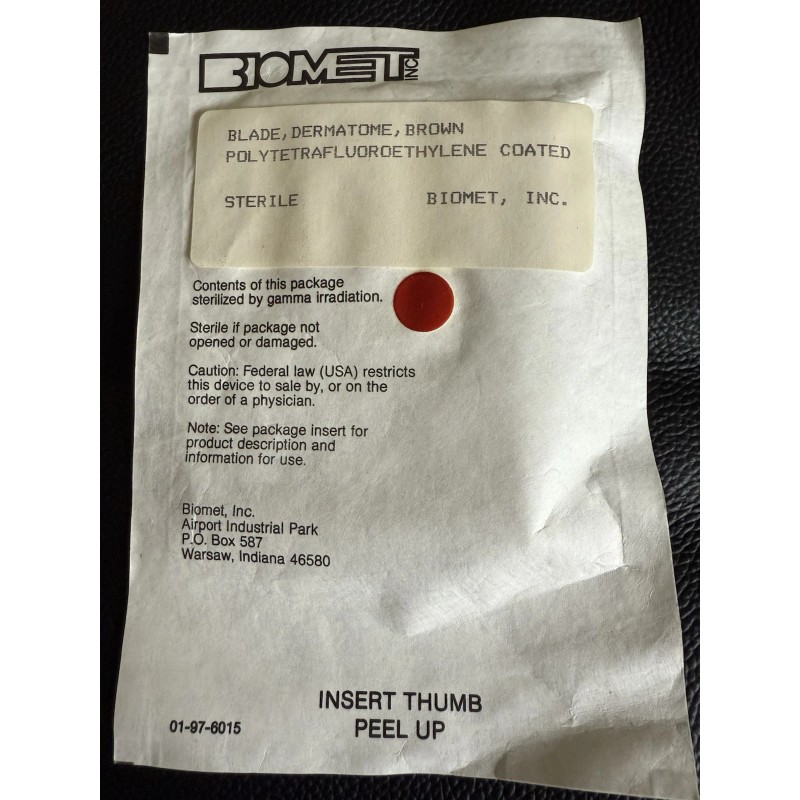 BIOMET INC
BLADE, DERMATOME, BROWN
POLYTETRAFLUOROETHYLENE COATED
STERILE BIOMET, INC.
Contents of this package
sterilized by gamma irradiation.
Sterile if package not
opened or damaged.
Caution: Federal law (USA) restricts
this device to sale by, or on the
order of a physician.
Note: See package insert for
product description and
information for use.
Biomet, Inc.
Airport Industrial Park
P.O. Box 587
Warsaw, Indiana 46580
INSERT THUMB
01-97-6015 PEEL UP